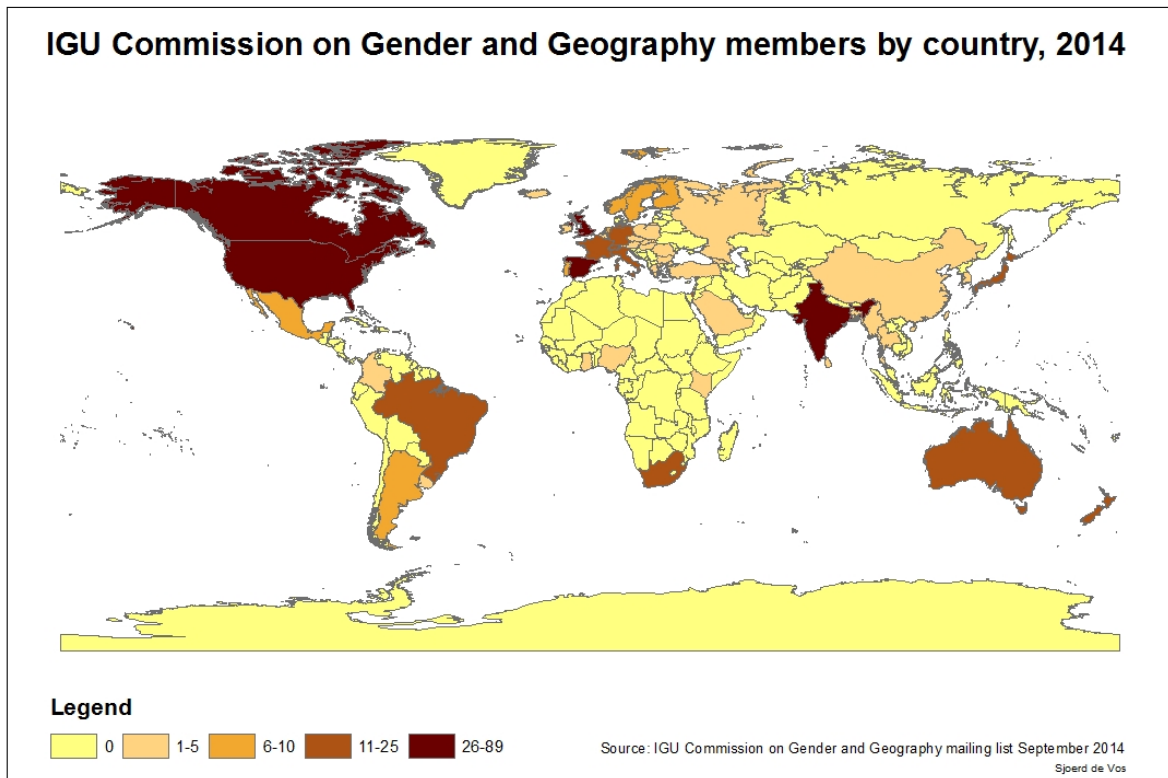 IGU Commission on Gender and Geography members by country, 2014
Legend
0 1-5 6-10 11-25 26-89
Source: IGU Commission on Gender and Geography mailing list September 2014
Sjoerd de Vos